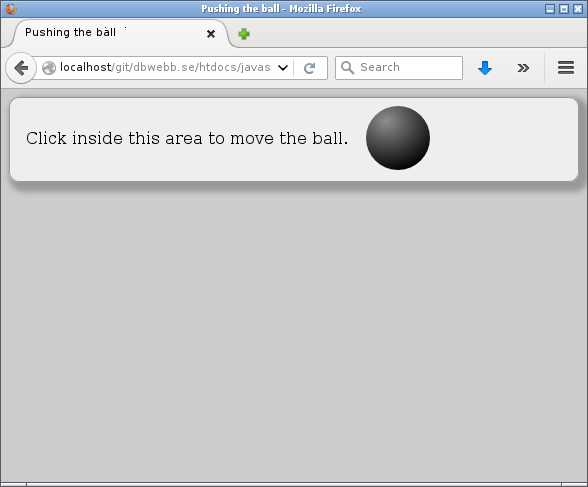 Pushing the ball - Mozilla Firefox
Pushing the ball
localhost/git/dbwebb.se/htdocs/javas
Search
Click inside this area to move the ball.